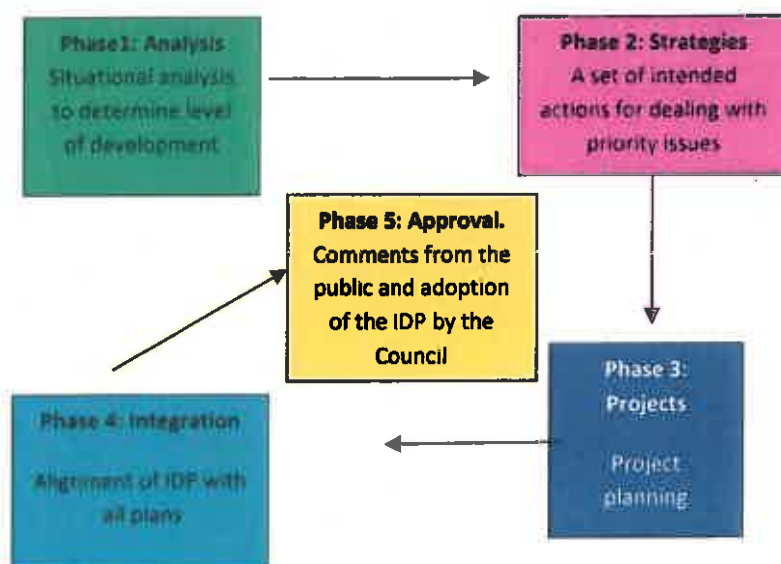 Phase1: Analysis
Situational analysis
to determine level
of development
Phase 2: Strategies
A set of intended
actions for dealing with
priority issues
Phase 5: Approval.
Comments from the
public and adoption
of the IDP by the
Council
Phase 3:
Projects
Project
planning
Phase 4: Integration
Alignment of IDP with
all plans